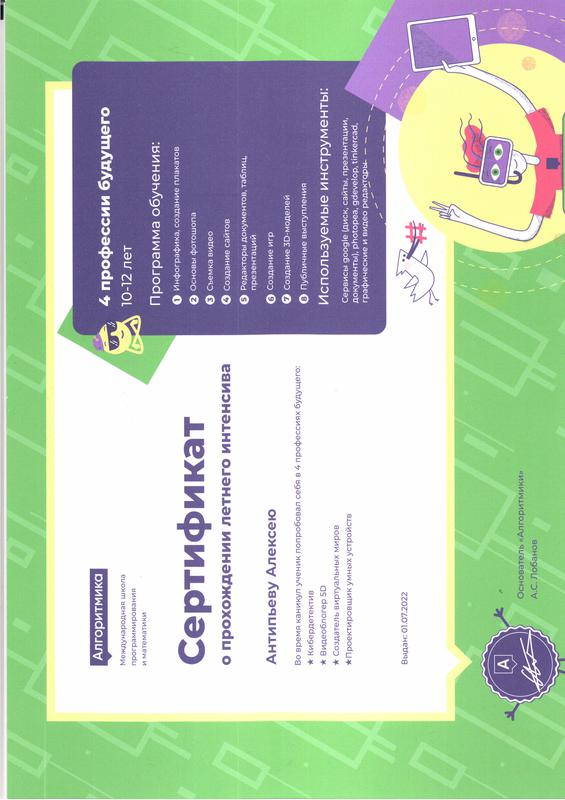 Алгоритмика
Международная школа
программирования
и математики
Сертификат
о прохождении летнего интенсива
Антипьеву Алексею
Во время каникул ученик попробовал себя в 4 профессиях будущего:
★ Кибердетектив
★ Видеоблогер SD
★ Создатель виртуальных миров
★Проектировщик умных устройств
Выдан: 01.07.2022
4 профессии будущего
10-12 лет
Программа обучения:
1 Инфографика, создание плакатов
2 Основы фотошопа
3 Съемка видео
4 Создание сайтов
5 Редакторы документов, таблиц,
презентаций
6 Создание игр
7 Создание 3D-моделей
8 Публичные выступления
Используемые инструменты:
Сервисы google (диск, сайты, презентации,
документы), photopea, gdevelop, tinkercad,
графические и видео редакторы
А
Основатель «Алгоритмики»
А.С. Лобанов